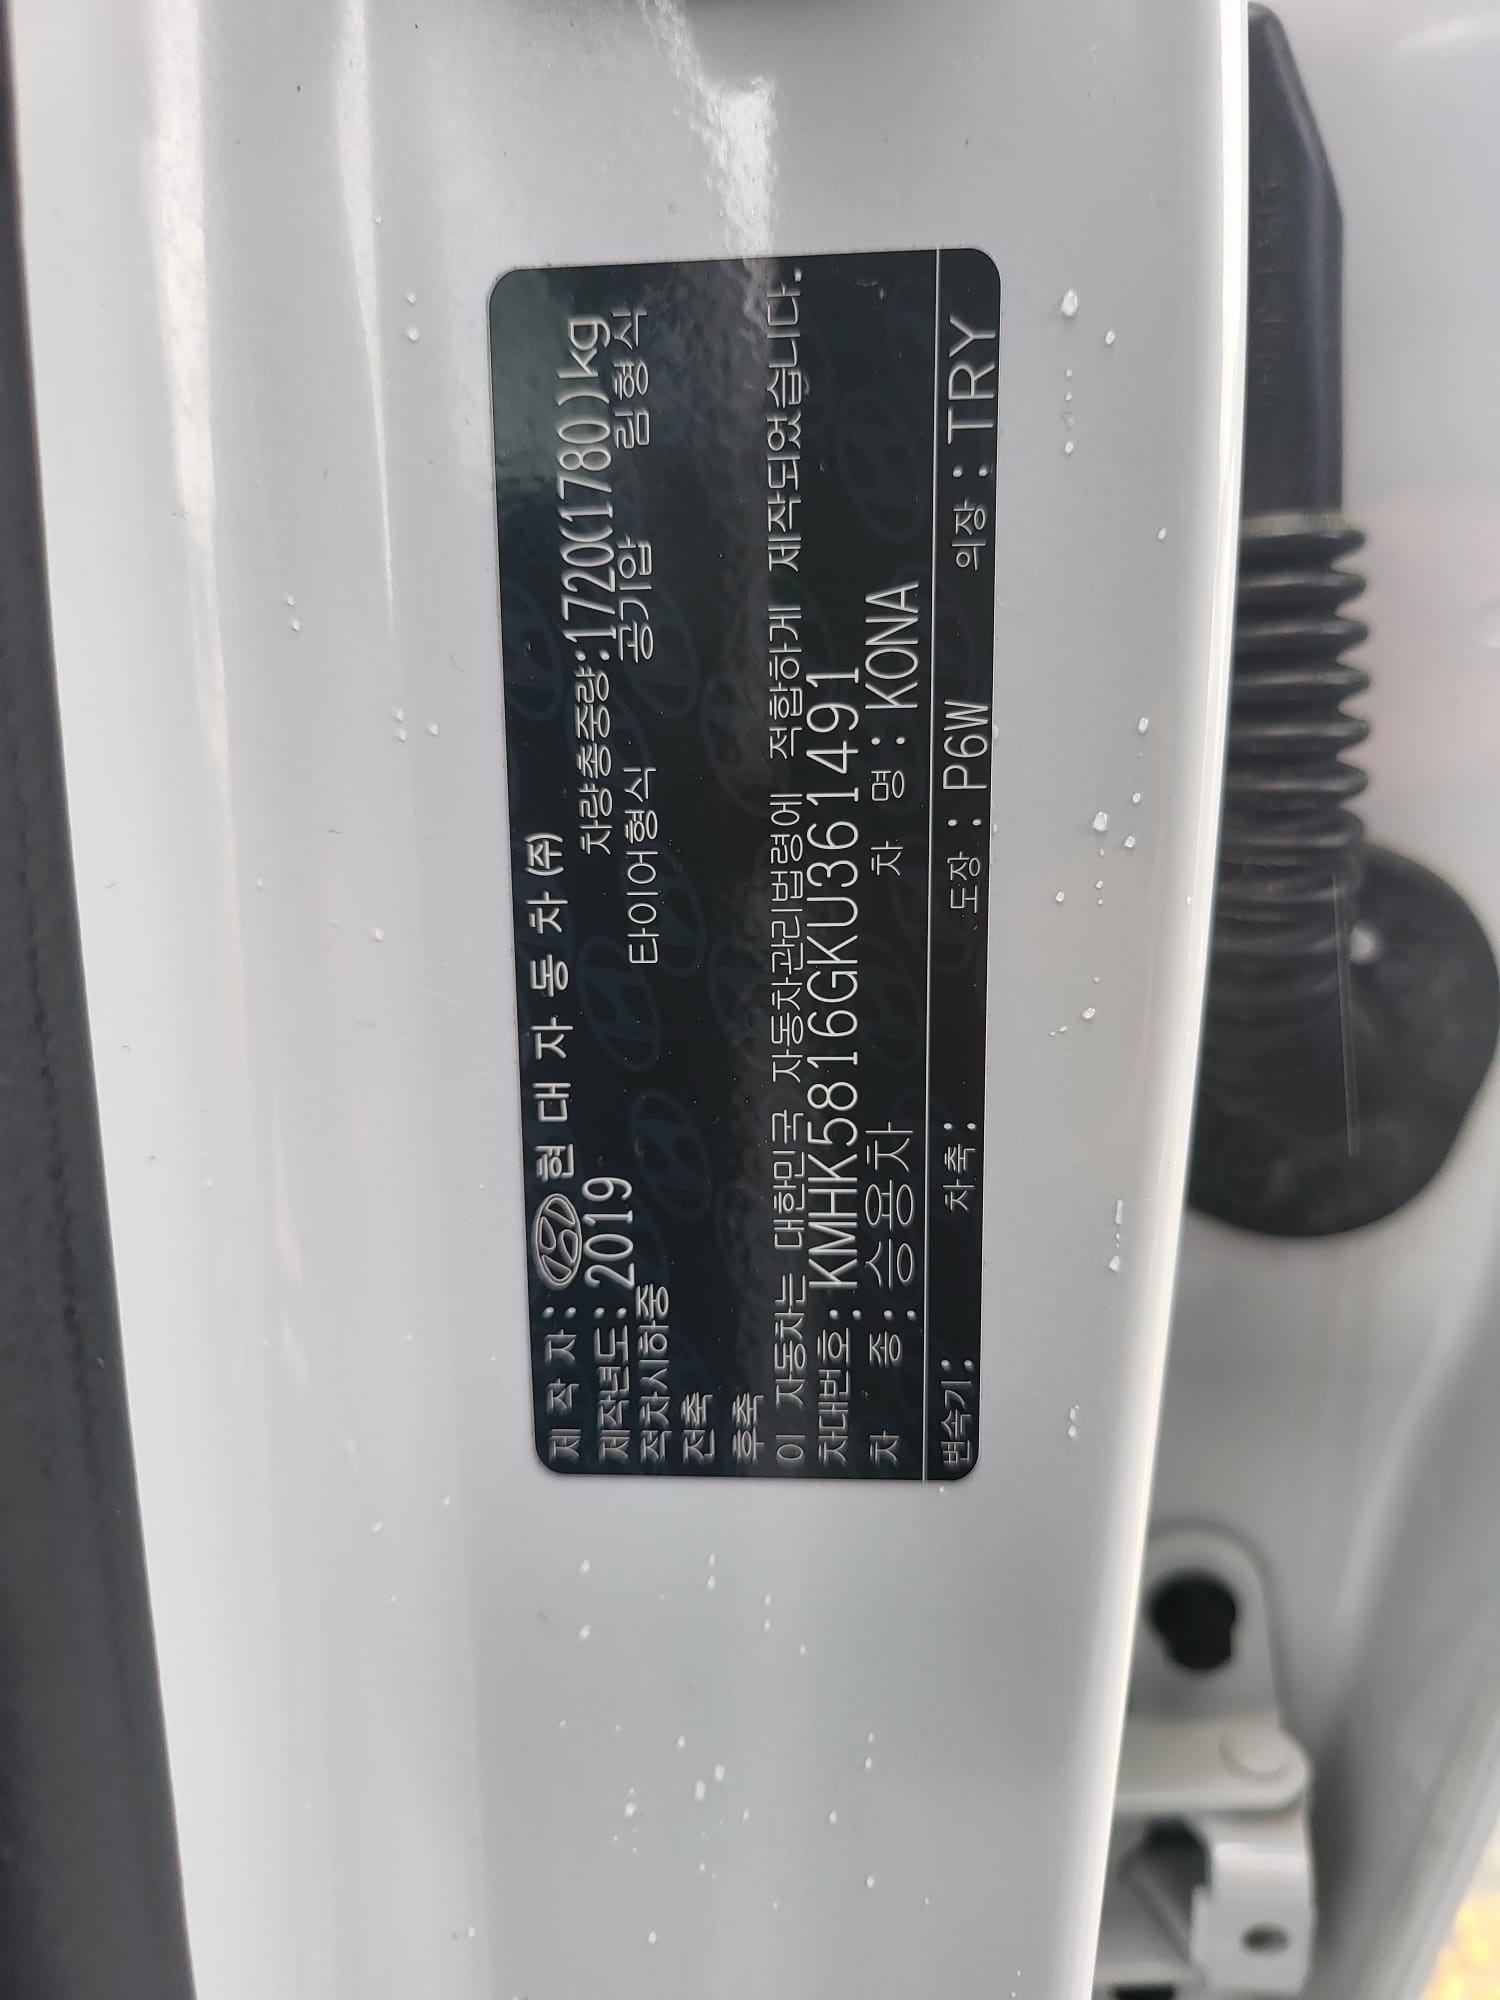 제 작 자 : 현 대 자 동 차 (주)
제작년도 : 2019 차량총중량 : 1720(1780)kg
적차시하중 타이어형식 공기압 림형식
전축
후축
이 자동차는 대한민국 자동차관리법령에 적합하게 제작되었습니다.
차대번호 : KMHK5816GKU361491
차 종 : 승용차 차 명 : KONA
변속기 : 차축 : 도장 : P6W 의장 : TRY